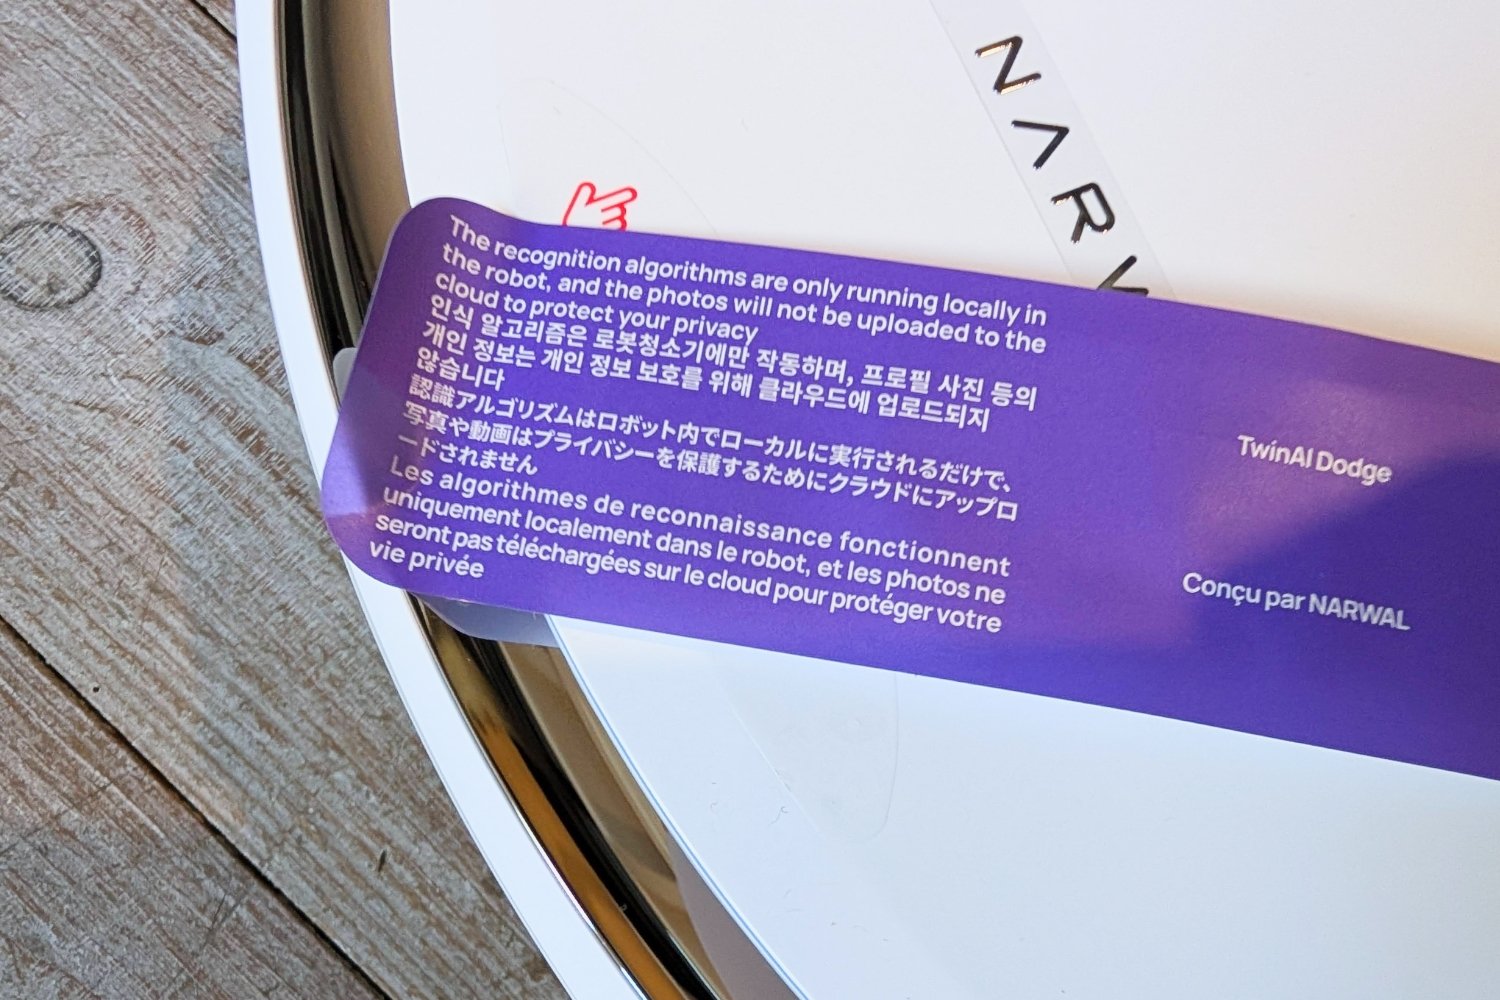 NARW
The recognition algorithms are only running locally in
the robot, and the photos will not be uploaded to the
cloud to protect your privacy
인식 알고리즘은 로봇청소기에만 작동하며, 프로필 사진 등의
개인 정보는 개인 정보 보호를 위해 클라우드에 업로드되지
않습니다
認識アルゴリズムはロボット内でローカルに実行されるだけで、
写真や動画はプライバシーを保護するためにクラウドにアップロ
ードされません
Les algorithmes de reconnaissance fonctionnent
uniquement localement dans le robot, et les photos ne
seront pas téléchargées sur le cloud pour protéger votre
vie privée
TwinAI Dodge
Conçu par NARWAL